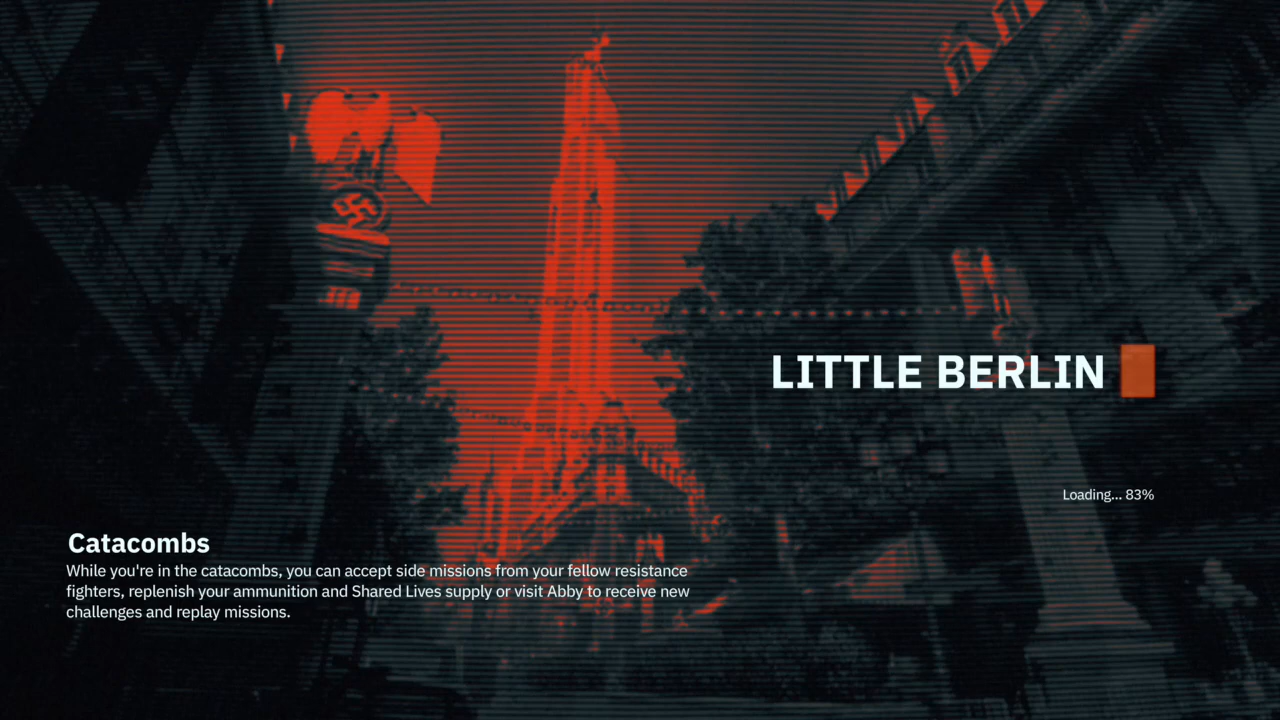 LITTLE BERLIN
Loading... 83%
Catacombs
While you're in the catacombs, you can accept side missions from your fellow resistance
fighters, replenish your ammunition and Shared Lives supply or visit Abby to receive new
challenges and replay missions.